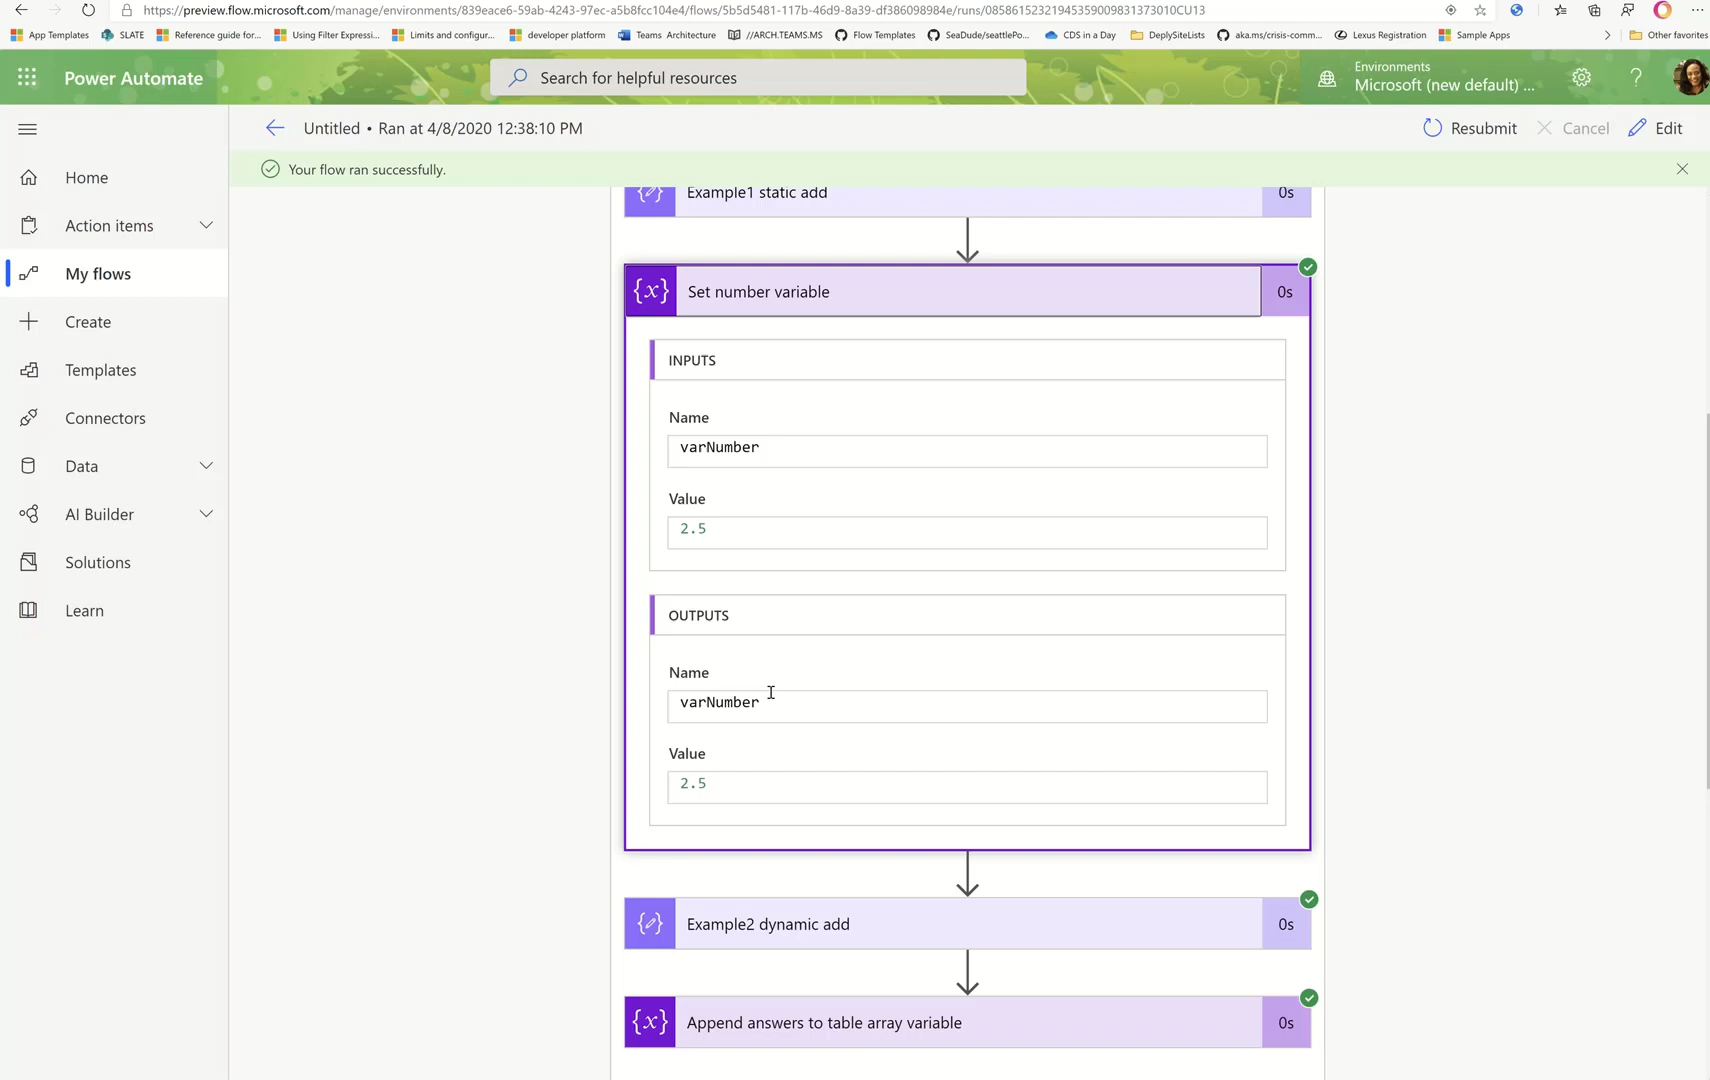 https://preview.flow.microsoft.com/manage/environments/839eace6-59ab-4243-97ec-a5b8fcc104e4/flows/5b5d5481-117b-46d9-8a39-df386098984e/runs/08586152321945359009831373010CU13
App Templates
SLATE
Reference guide for...
Using Filter Expressi...
Limits and configur...
developer platform
Teams Architecture
//ARCH.TEAMS.MS
Flow Templates
SeaDude/seattlePo...
CDS in a Day
DeplySiteLists
aka.ms/crisis-comm...
Lexus Registration
Sample Apps
Other favorites
Power Automate
Search for helpful resources
Environments
Microsoft (new default) ...
Untitled • Ran at 4/8/2020 12:38:10 PM
Resubmit
Cancel
Edit
Your flow ran successfully.
Home
Action items
My flows
Create
Templates
Connectors
Data
AI Builder
Solutions
Learn
Example1 static add
0s
Set number variable
0s
INPUTS
Name
varNumber
Value
2.5
OUTPUTS
Name
varNumber
Value
2.5
Example2 dynamic add
0s
Append answers to table array variable
0s